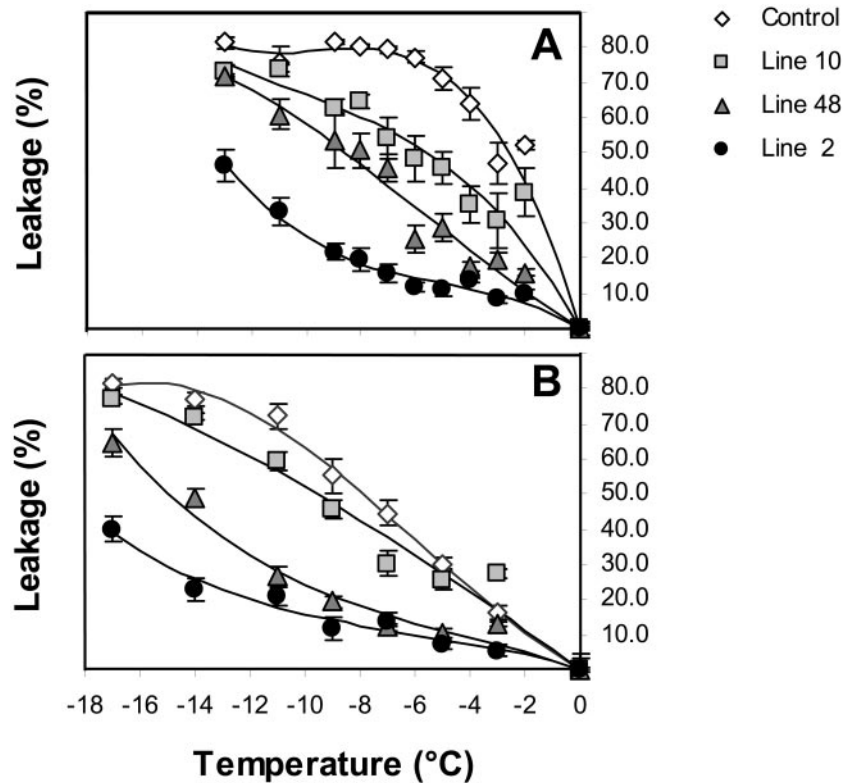 A
Control
Line 10
Line 48
Line 2
Leakage (%)
80.0
70.0
60.0
50.0
40.0
30.0
20.0
10.0
B
Leakage (%)
80.0
70.0
60.0
50.0
40.0
30.0
20.0
10.0
-18 -16 -14 -12 -10 -8 -6 -4 -2 0
Temperature (°C)